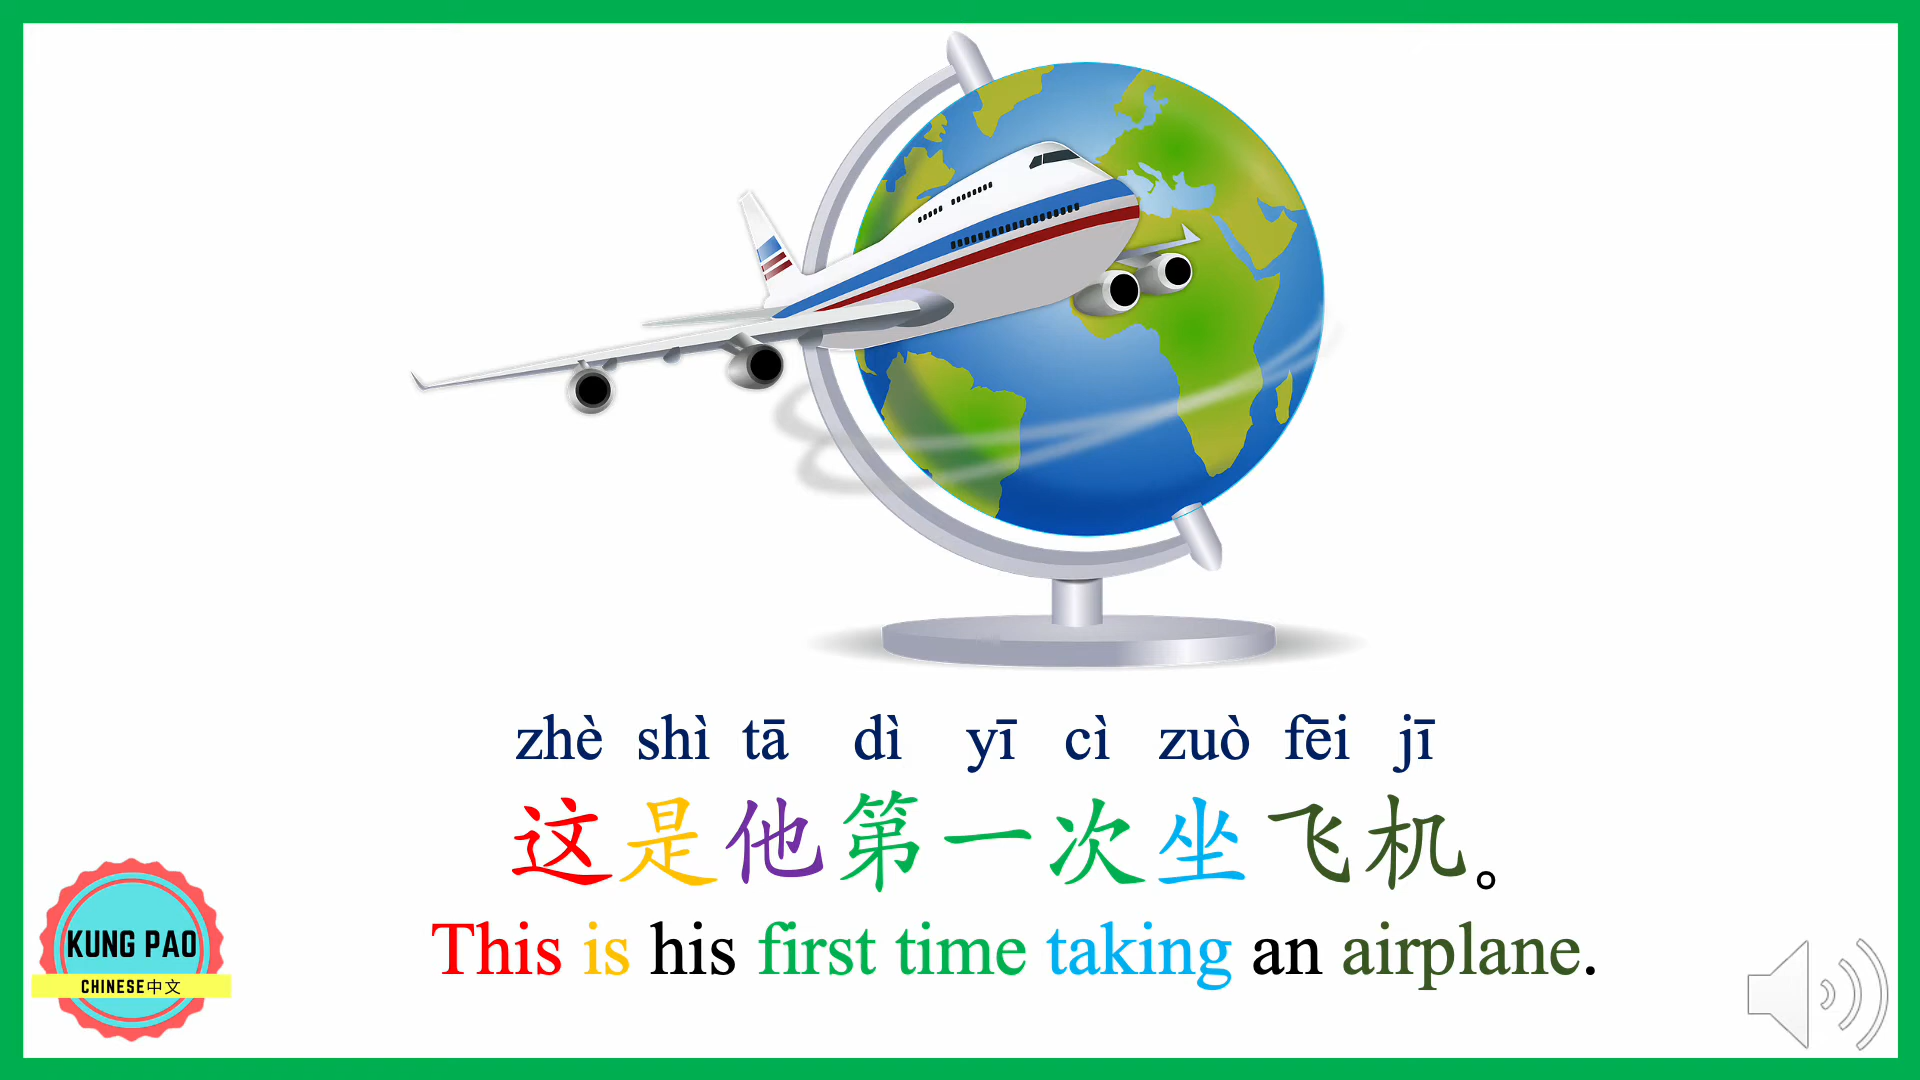 zhè shì tā dì yī cì zuò fēi jī
这是他第一次坐飞机。
This is his first time taking an airplane.
KUNG PAO
CHINESE中文